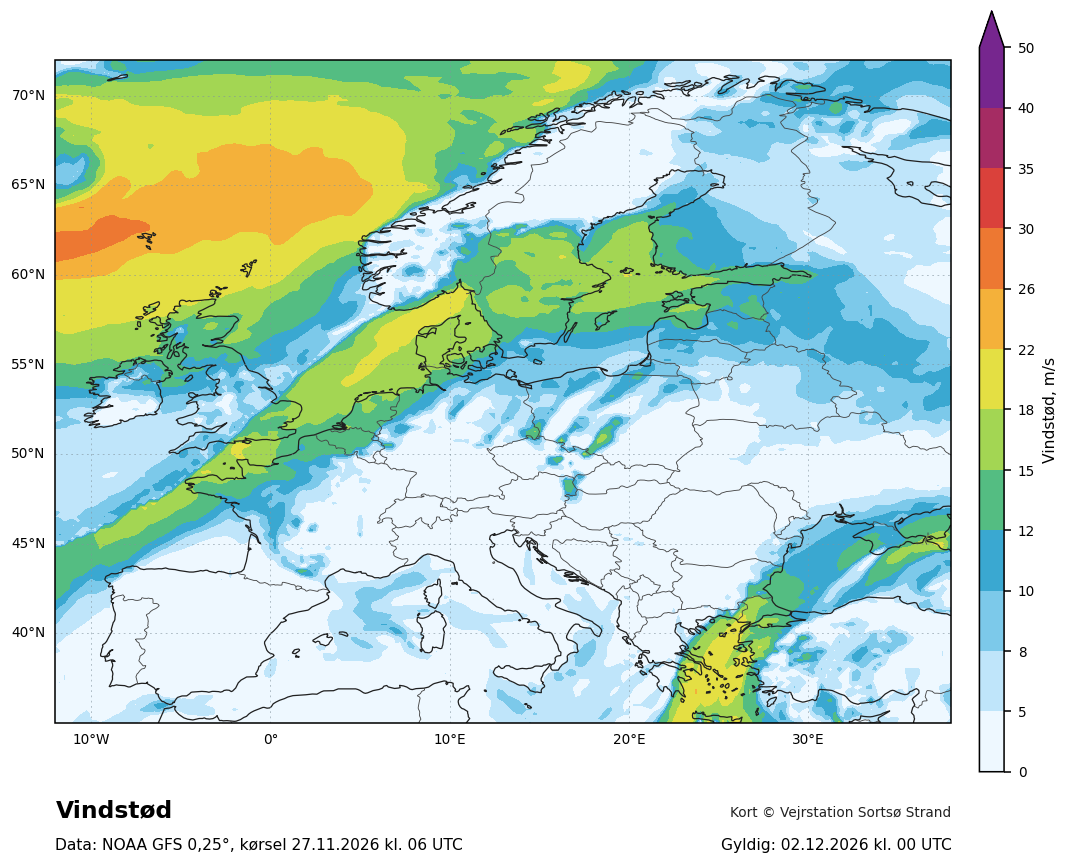 50
40
35
30
26
22
18
15
12
10
8
5
0
Vindstød, m/s
70°N
65°N
60°N
55°N
50°N
45°N
40°N
10°W
0°
10°E
20°E
30°E
Vindstød
Kort © Vejrstation Sortsø Strand
Data: NOAA GFS 0,25°, kørsel 27.11.2026 kl. 06 UTC
Gyldig: 02.12.2026 kl. 00 UTC